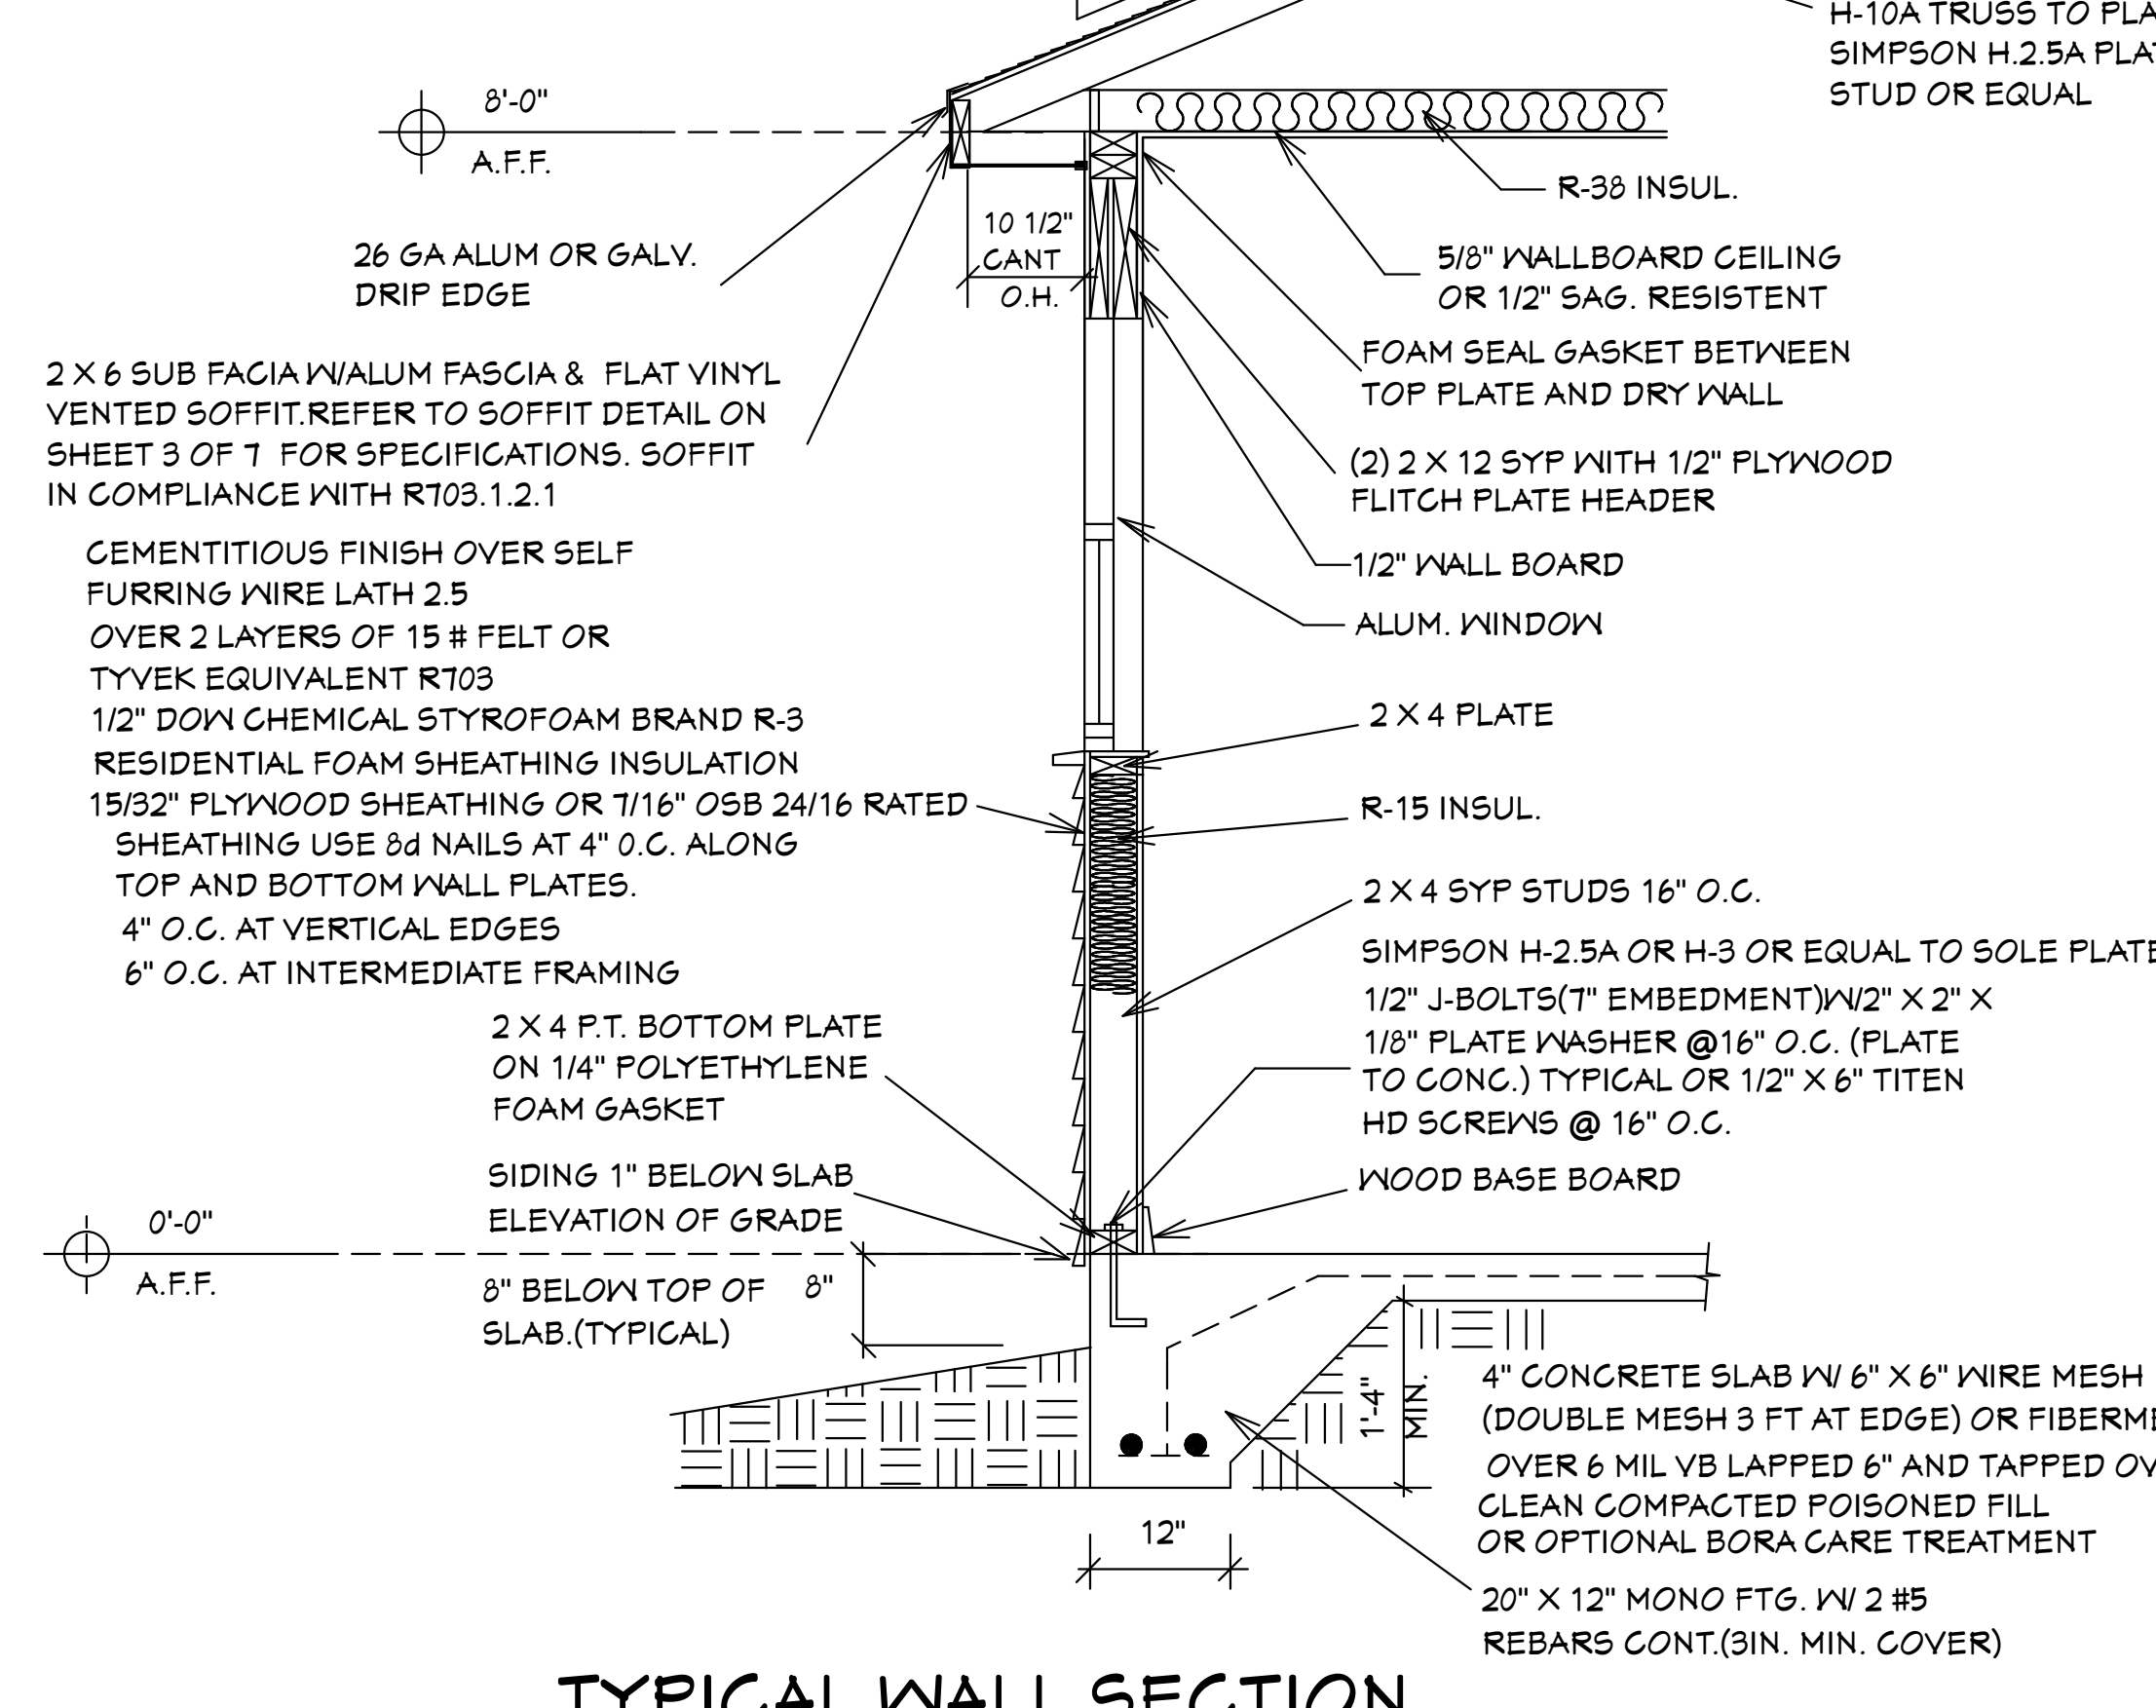 H-10A TRUSS TO
SIMPSON H.2.5A
STUD OR EQUAL
8'-0"
A.F.F.
26 GA ALUM OR GALV.
DRIP EDGE
10 1/2"
CANT
O.H.
R-38 INSUL.
5/8" WALLBOARD CEILING
OR 1/2" SAG. RESISTENT
FOAM SEAL GASKET BETWEEN
TOP PLATE AND DRY WALL
2 X 6 SUB FACIA W/ALUM FASCIA & FLAT VINYL
VENTED SOFFIT.REFER TO SOFFIT DETAIL ON
SHEET 3 OF 7 FOR SPECIFICATIONS. SOFFIT
IN COMPLIANCE WITH R703.1.2.1
(2) 2 X 12 SYP WITH 1/2" PLYWOOD
FLITCH PLATE HEADER
1/2" WALL BOARD
ALUM. WINDOW
CEMENTITIOUS FINISH OVER SELF
FURRING WIRE LATH 2.5
OVER 2 LAYERS OF 15 # FELT OR
TYVEK EQUIVALENT R703
1/2" DOW CHEMICAL STYROFOAM BRAND R-3
RESIDENTIAL FOAM SHEATHING INSULATION
15/32" PLYWOOD SHEATHING OR 7/16" OSB 24/16 RATED
SHEATHING USE 8d NAILS AT 4" O.C. ALONG
TOP AND BOTTOM WALL PLATES.
4" O.C. AT VERTICAL EDGES
6" O.C. AT INTERMEDIATE FRAMING
2 X 4 PLATE
R-15 INSUL.
2 X 4 SYP STUDS 16" O.C.
SIMPSON H-2.5A OR H-3 OR EQUAL TO SOLE PLATE
1/2" J-BOLTS(7" EMBEDMENT)W/2" X 2" X
1/8" PLATE WASHER @16" O.C. (PLATE
TO CONC.) TYPICAL OR 1/2" X 6" TITEN
HD SCREWS @ 16" O.C.
WOOD BASE BOARD
2 X 4 P.T. BOTTOM PLATE
ON 1/4" POLYETHYLENE
FOAM GASKET
SIDING 1" BELOW SLAB
ELEVATION OF GRADE
0'-0"
A.F.F.
8" BELOW TOP OF
SLAB.(TYPICAL)
8"
1'-4"
MIN.
12"
4" CONCRETE SLAB W/ 6" X 6" WIRE MESH
(DOUBLE MESH 3 FT AT EDGE) OR
OVER 6 MIL VB LAPPED 6" AND TAPPED
CLEAN COMPACTED POISONED FILL
OR OPTIONAL BORA CARE TREATMENT
20" X 12" MONO FTG. W/ 2 #5
REBARS CONT.(3IN. MIN. COVER)
TYPICAL WALL SECTION